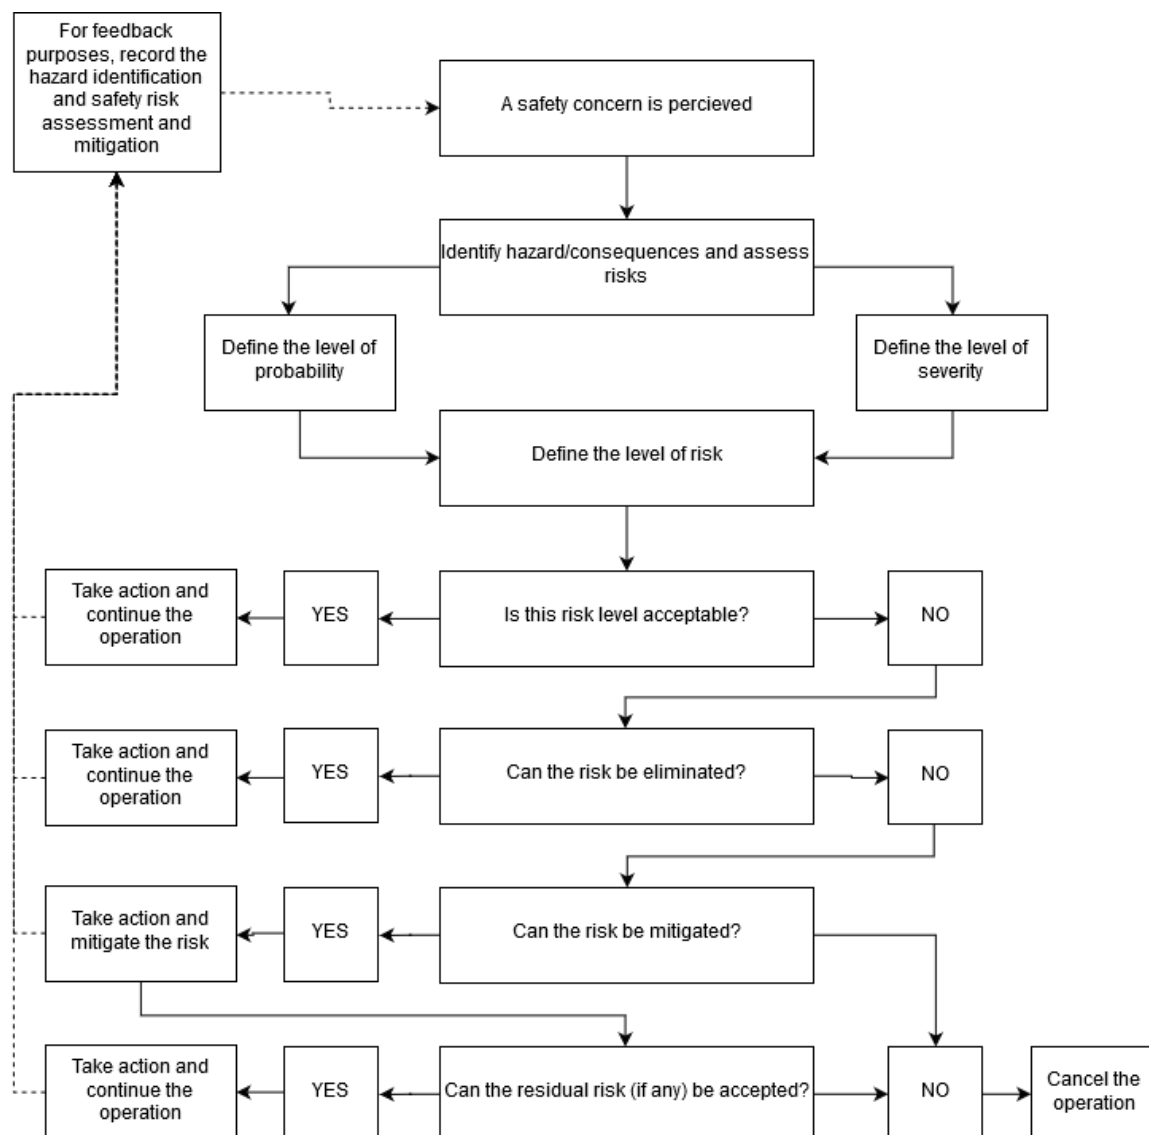 For feedback
purposes, record the
hazard identification
and safety risk
assessment and
mitigation
A safety concern is percieved
Identify hazard/consequences and assess
risks
Define the level of
probability
Define the level of
severity
Define the level of risk
Take action and
continue the
operation
YES
Is this risk level acceptable?
NO
Take action and
continue the
operation
YES
Can the risk be eliminated?
NO
Take action and
mitigate the risk
YES
Can the risk be mitigated?
Take action and
continue the
operation
YES
Can the residual risk (if any) be accepted?
NO
Cancel the
operation